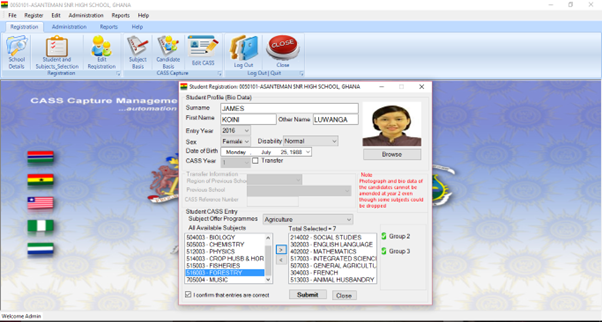 0050101-ASANTEMAN SNR HIGH SCHOOL, GHANA
File Register Edit Administration Reports Help
Registration Administration Reports Help
School Details
Student and Subjects_Selection
Edit Registration
Subject Basis
Candidate Basis
Edit CASS
Log Out
CLOSE
Close
Registration CASS Capture Log Out | Quit
CASS Capture Manageme
...automation
Student Registration: 0050101-ASANTEMAN SNR HIGH SCHOOL, GHANA
Student Profile (Bio Data)
Surname JAMES
First Name KOINI Other Name LUWANGA
Entry Year 2016
Sex Female Disability Normal
Date of Birth Monday , July 25, 1988
CASS Year 1 Transfer
Browse
Transfer Information
Region of Previous School
Previous School
CASS Reference Number
Note
Photograph and bio data of
the candidates cannot be
amended at year 2 even
though some subjects could
be dropped
Student CASS Entry
Subject Offer Programmes Agriculture
All Available Subjects
504003 - BIOLOGY
505003 - CHEMISTRY
512003 - PHYSICS
514003 - CROP HUSB & HOR
515003 - FISHERIES
516003 - FORESTRY
705004 - MUSIC
>
<
Total Selected = 7
214002 - SOCIAL STUDIES
302003 - ENGLISH LANGUAGE
402002 - MATHEMATICS
517003 - INTEGRATED SCIENC
507003 - GENERAL AGRICULTU
304003 - FRENCH
513003 - ANIMAL HUSBANDRY
Group 2
Group 3
I confirm that entries are correct Submit Close
Welcome Admin